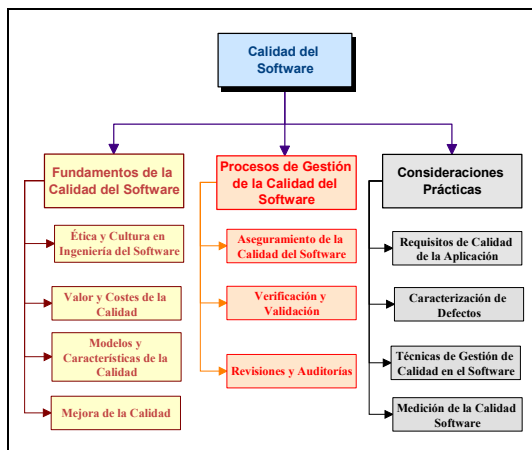 Calidad del
Software
Fundamentos de la
Calidad del Software
Ética y Cultura en
Ingeniería del Software
Valor y Costes de la
Calidad
Modelos y
Características de la
Calidad
Mejora de la Calidad
Procesos de Gestión
de la Calidad del
Software
Aseguramiento de la
Calidad del Software
Verificación y
Validación
Revisiones y Auditorías
Consideraciones
Prácticas
Requisitos de Calidad
de la Aplicación
Caracterización de
Defectos
Técnicas de Gestión de
Calidad en el Software
Medición de la Calidad
Software